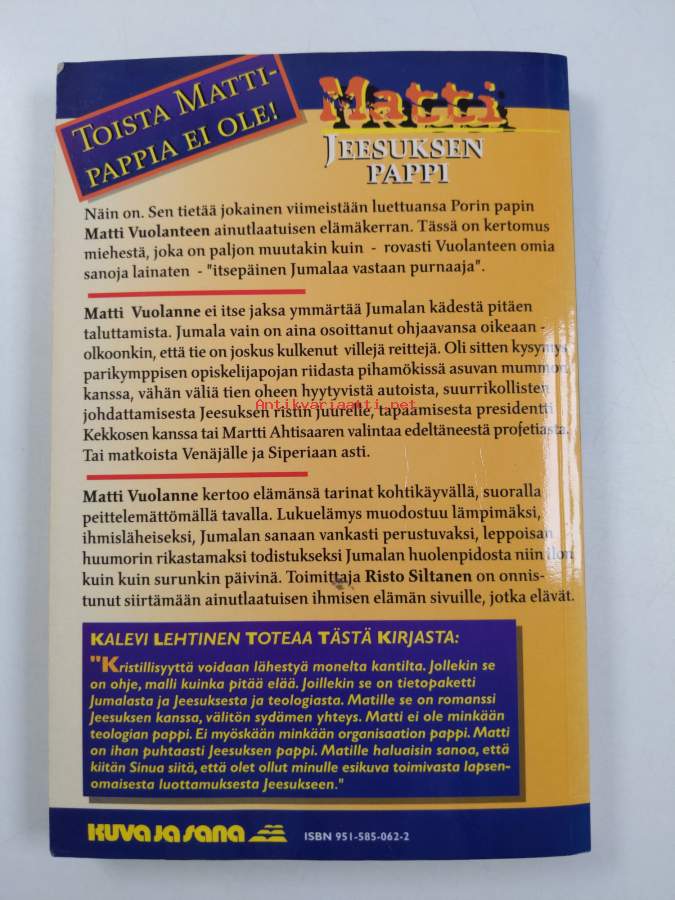 TOISTA MATTI-
PAPPIA EI OLE!
Matti
JEESUKSEN
PAPPI
Näin on. Sen tietää jokainen viimeistään luettuansa Porin papin
Matti Vuolanteen ainutlaatuisen elämäkerran. Tässä on kertomus
miehestä, joka on paljon muutakin kuin - rovasti Vuolanteen omia
sanoja lainaten - "itsepäinen Jumalaa vastaan purnaaja".
Matti Vuolanne ei itse jaksa ymmärtää Jumalan kädestä pitäen
taluttamista. Jumala vain on aina osoittanut ohjaavansa oikeaan -
olkoonkin, että tie on joskus kulkenut villejä reittejä. Oli sitten kysymys
parikymppisen opiskelijapojan riidasta pihamökissä asuvan mummon
kanssa, vähän väliä tien oheen hyytyvistä autoista, suurrikollisten
johdattamisesta Jeesuksen ristin juurelle, tapaamisesta presidentti
Antikvariaatti.net
Kekkosen kanssa tai Martti Ahtisaaren valintaa edeltäneestä profetiasta.
Tai matkoista Venäjälle ja Siperiaan asti.
Matti Vuolanne kertoo elämänsä tarinat kohtikäyvällä, suoralla
peittelemättömällä tavalla. Lukuelämys muodostuu lämpimäksi,
ihmisläheiseksi, Jumalan sanaan vankasti perustuvaksi, leppoisan
huumorin rikastamaksi todistukseksi Jumalan huolenpidosta niin ilon
kuin kuin surunkin päivinä. Toimittaja Risto Siltanen on onnis-
tunut siirtämään ainutlaatuisen ihmisen elämän sivuille, jotka elävät.
KALEVI LEHTINEN TOTEAA TÄSTÄ KIRJASTA:
"Kristillisyyttä voidaan lähestyä monelta kantilta. Jollekin se
on ohje, malli kuinka pitää elää. Joillekin se on tietopaketti
Jumalasta ja Jeesuksesta ja teologiasta. Matille se on romanssi
Jeesuksen kanssa, välitön sydämen yhteys. Matti ei ole minkään
teologian pappi. Ei myöskään minkään organisaation pappi. Matti
on ihan puhtaasti Jeesuksen pappi. Matille haluaisin sanoa, että
kiitän Sinua siitä, että olet ollut minulle esikuva toimivasta lapsen-
omaisesta luottamuksesta Jeesukseen."
kuva ja sana
ISBN 951-585-062-2